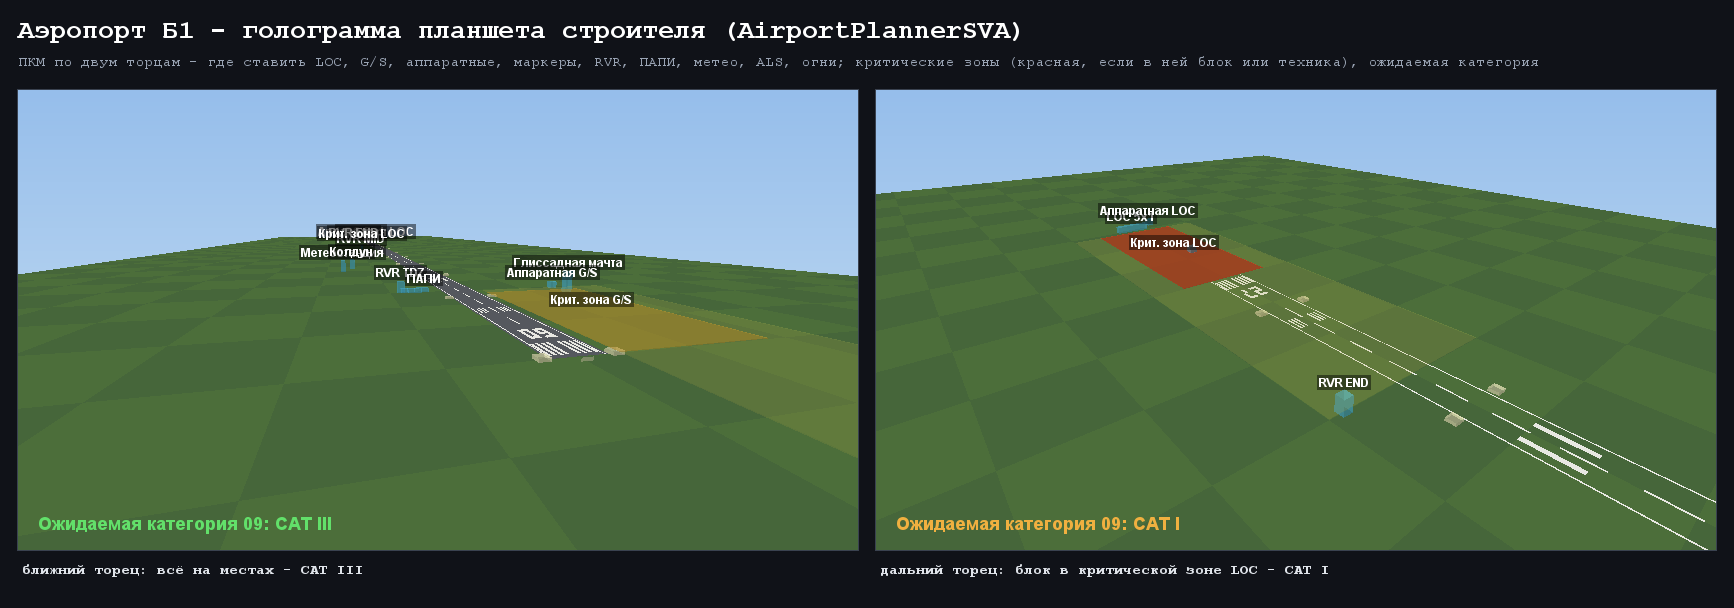 Аэропорт Б1 - голограмма планшета строителя (AirportPlannerSVA)
ПКМ по двум торцам - где ставить LOC, G/S, аппаратные, маркеры, RVR, ПАПИ, метео, ALS, огни; критические зоны (красная, если в ней блок или техника), ожидаемая категория
Крит. зона LOC
Колдун
RVR TDZ
ПАПИ
Глиссадная мачта
Аппаратная G/S
Крит. зона G/S
09
Ожидаемая категория 09: CAT III
ближний торец: всё на местах - CAT III
Аппаратная LOC
Крит. зона LOC
27
RVR END
Ожидаемая категория 09: CAT I
дальний торец: блок в критической зоне LOC - CAT I